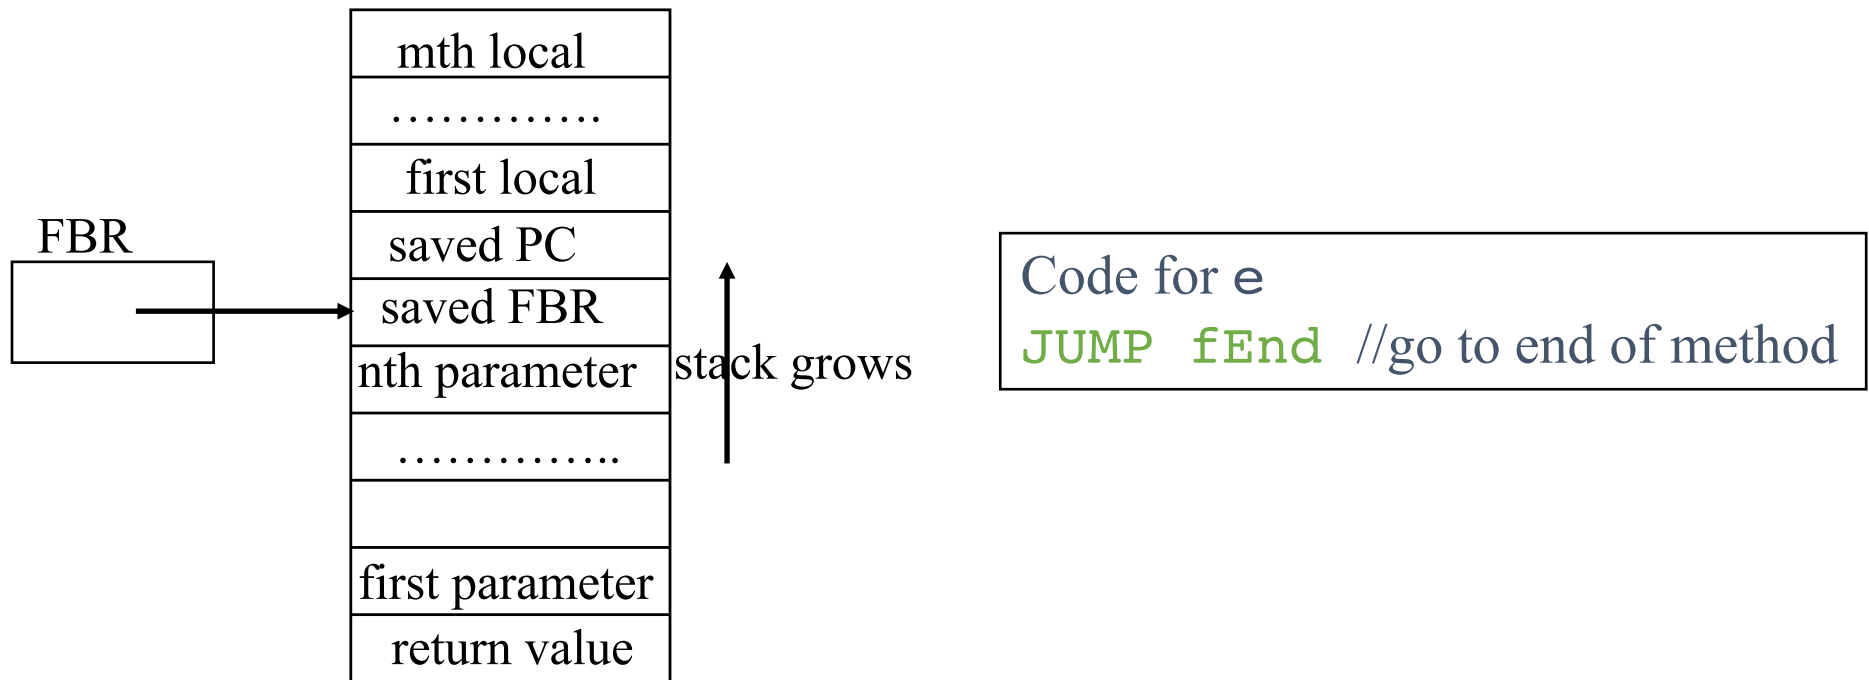 mth local
………….
first local
FBR
saved PC
saved FBR
nth parameter
stack grows
…………..
first parameter
return value
Code for e
JUMP fEnd //go to end of method